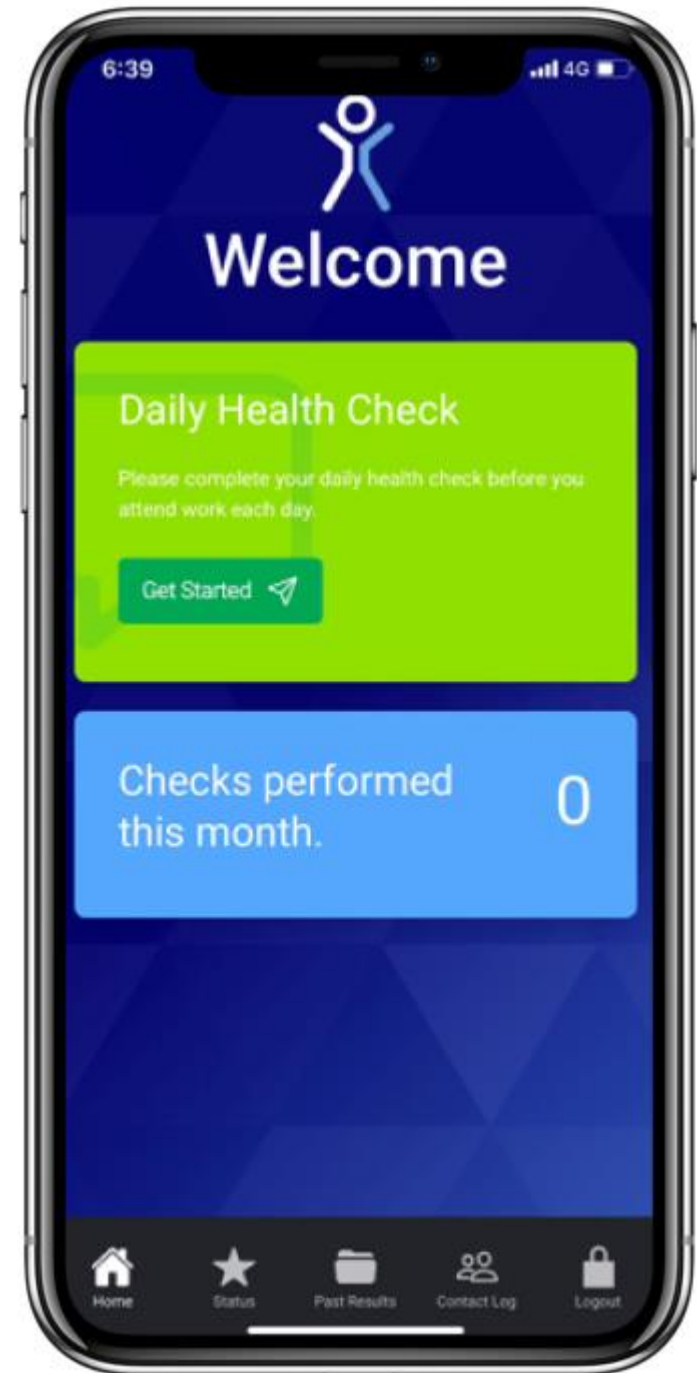 6:39
4G
Welcome
Daily Health Check
Please complete your daily health check before you
attend work each day.
Get Started
Checks performed
this month.
0
Home
Status
Past Results
Contact Log
Logout